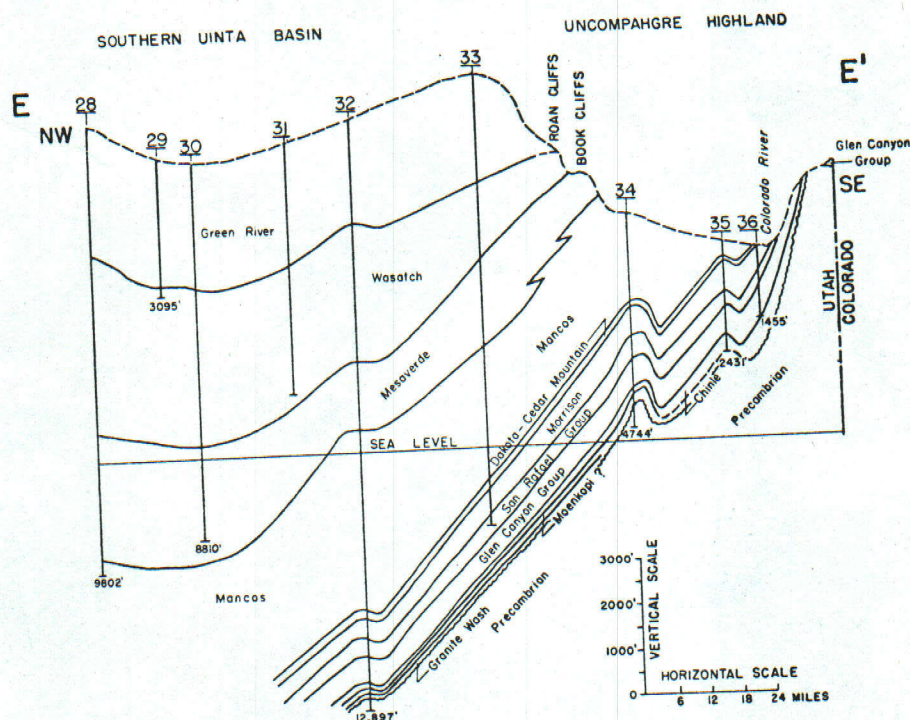 SOUTHERN UINTA BASIN
UNCOMPAHGRE HIGHLAND
E
NW
E'
SE
28
29
30
31
32
33
34
35
36
ROAN CLIFFS
BOOK CLIFFS
Colorado River
Glen Canyon
Group
UTAH
COLORADO
Green River
Wasatch
Mesaverde
Mancos
SEA LEVEL
Mancos
Dakota-Cedar Mountain
Morrison
San Rafael Group
Glen Canyon Group
Moenkopi ?
Chinle
Precambrian
Precambrian
Granite Wash
3095'
8810'
9802'
12,897'
4744'
2431'
1455'
3000'
2000'
1000'
0
VERTICAL SCALE
HORIZONTAL SCALE
6 12 18 24 MILES